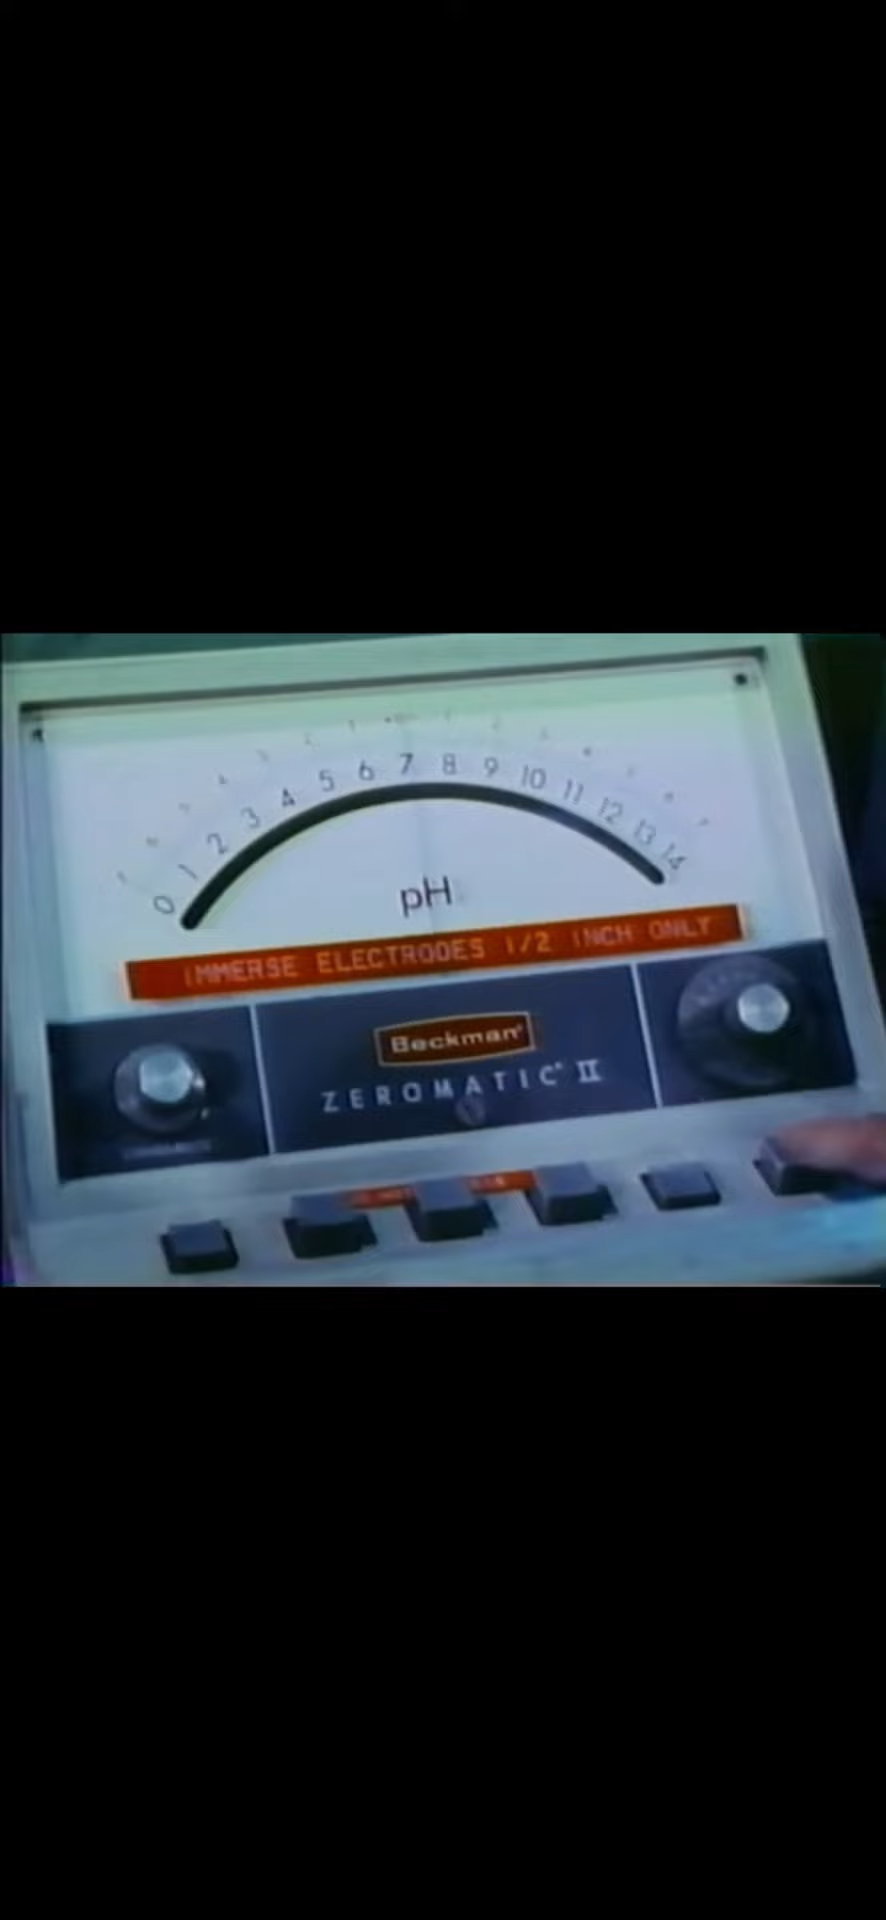 0 1 2 3 4 5 6 7 8 9 10 11 12 13 14
pH
IMMERSE ELECTRODES 1/2 INCH ONLY
Beckman®
ZEROMATIC® II